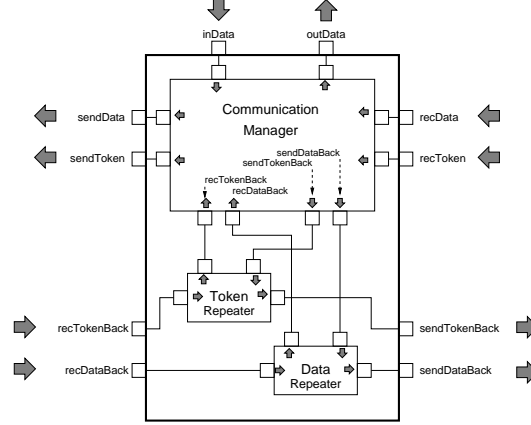 inData
outData
sendData
Communication
Manager
recData
sendToken
sendDataBack
sendTokenBack
recToken
recTokenBack
recDataBack
Token
Repeater
recTokenBack
sendTokenBack
recDataBack
Data
Repeater
sendDataBack